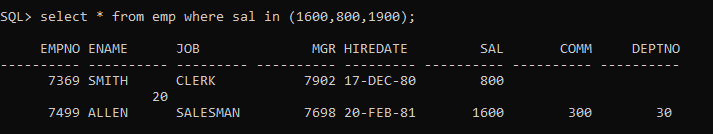 SQL> select * from emp where sal in (1600,800,1900);
EMPNO ENAME JOB MGR HIREDATE SAL COMM DEPTNO
---------- ---------- --------- ---------- --------- ---------- ---------- ----------
7369 SMITH CLERK 7902 17-DEC-80 800
20
7499 ALLEN SALESMAN 7698 20-FEB-81 1600 300 30